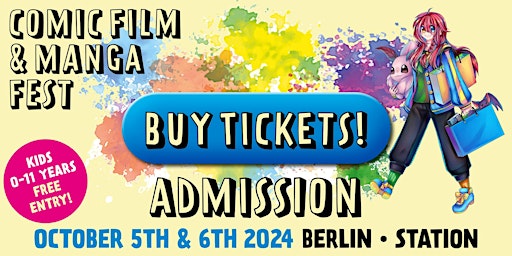 COMIC FILM
& MANGA
FEST
BUY TICKETS!
KIDS
0-11 YEARS
FREE
ENTRY!
ADMISSION
OCTOBER 5TH & 6TH 2024 BERLIN • STATION